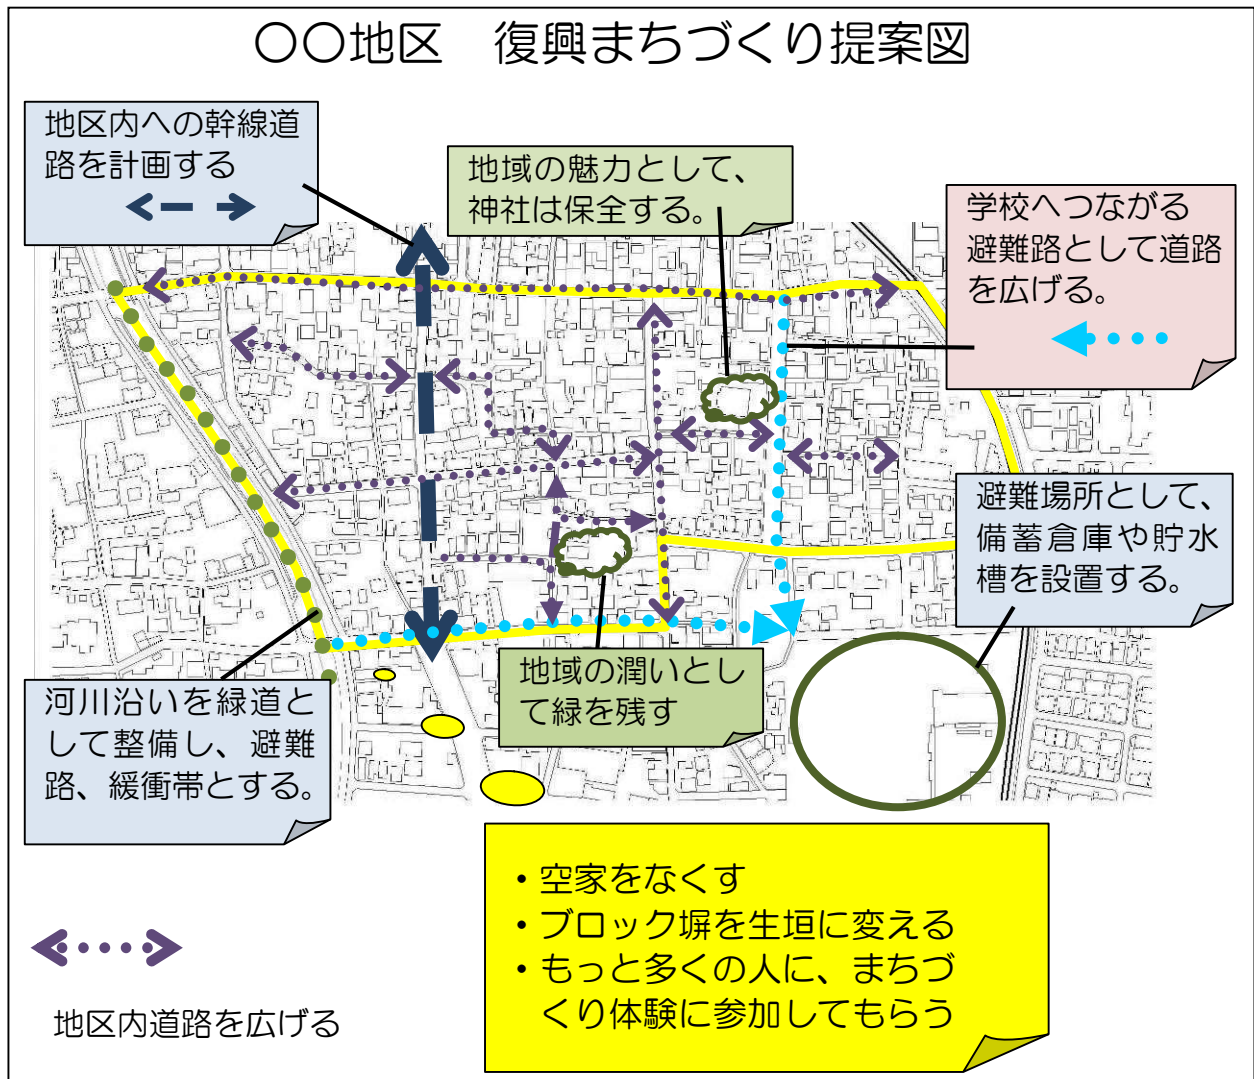 〇〇地区　復興まちづくり提案図
地区内への幹線道
路を計画する
地域の魅力として、
神社は保全する。
学校へつながる
避難路として道路
を広げる。
避難場所として、
備蓄倉庫や貯水
槽を設置する。
地域の潤いとし
て緑を残す
河川沿いを緑道と
して整備し、避難
路、緩衝帯とする。
・空家をなくす
・ブロック塀を生垣に変える
・もっと多くの人に、まちづ
くり体験に参加してもらう
地区内道路を広げる